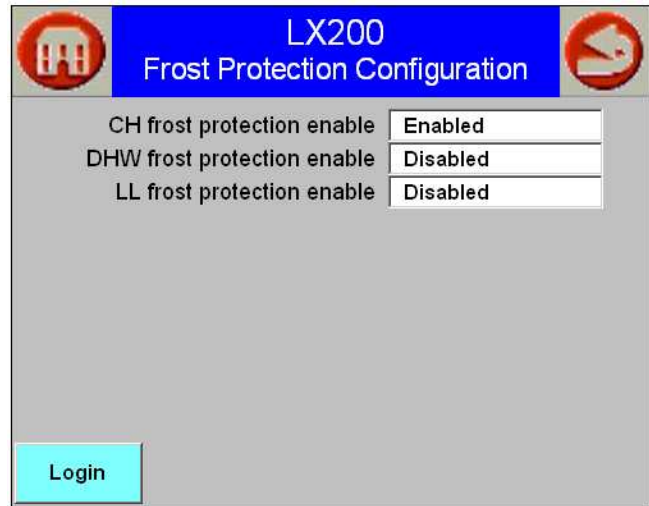 LX200
Frost Protection Configuration
CH frost protection enable Enabled
DHW frost protection enable Disabled
LL frost protection enable Disabled
Login